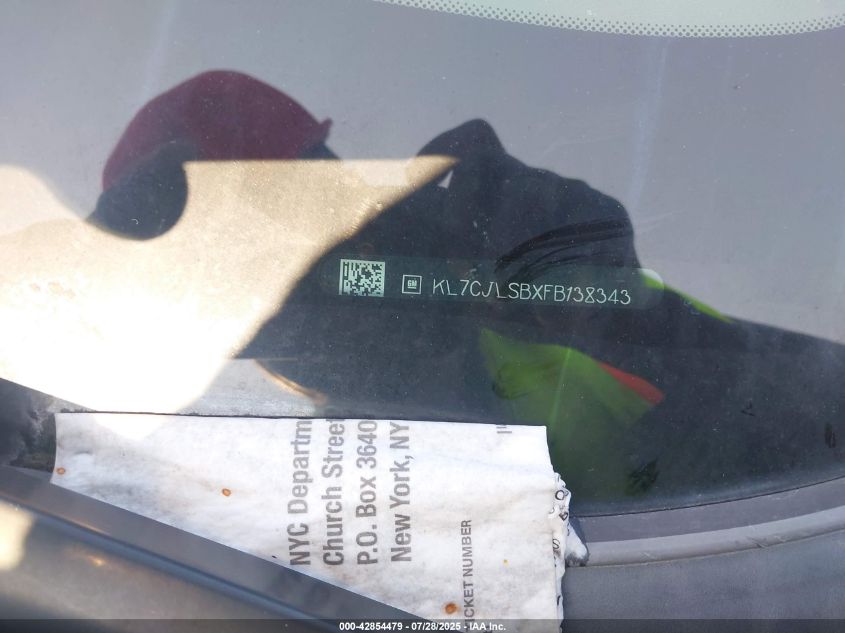 GM KL7CJLSBXFB138343
NYC Departm
Church Street
P.O. Box 3640
New York, NY
CKET NUMBER
000-42854479 - 07/28/2025 - IAA Inc.